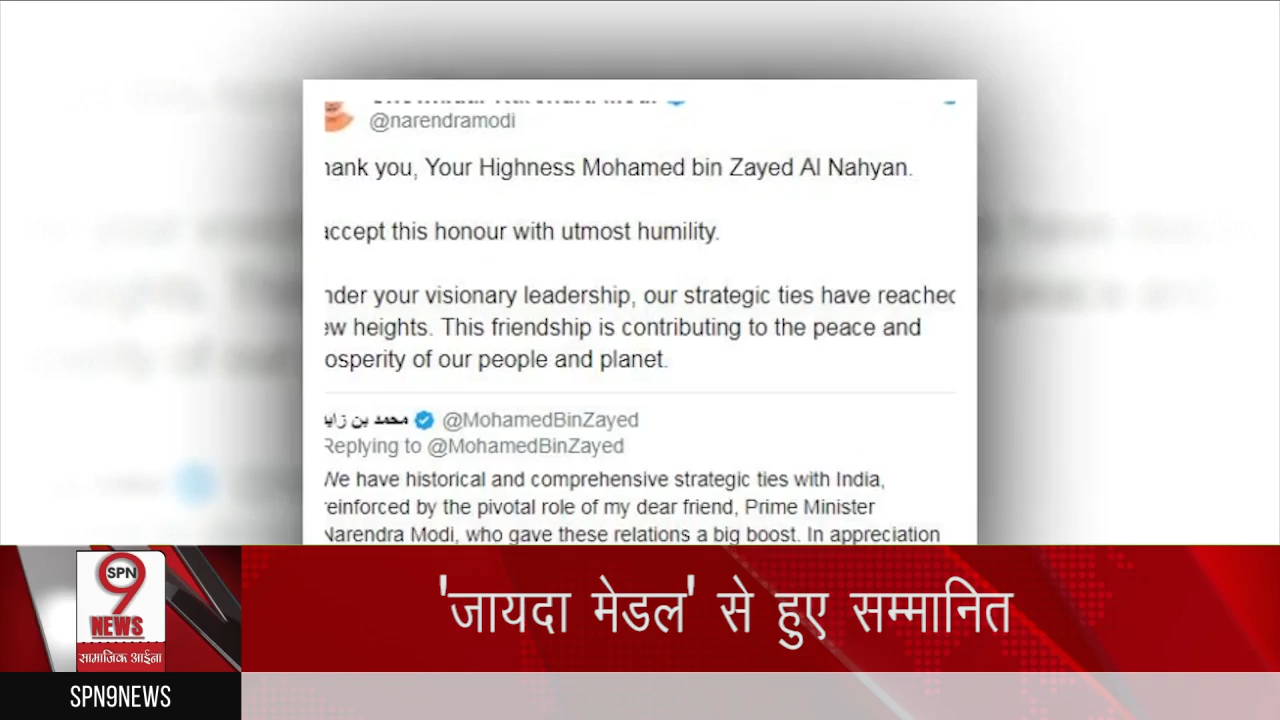 @narendramodi
hank you, Your Highness Mohamed bin Zayed Al Nahyan.
accept this honour with utmost humility.
nder your visionary leadership, our strategic ties have reached
ew heights. This friendship is contributing to the peace and
osperity of our people and planet.
محمد بن زايد @MohamedBinZayed
Replying to @MohamedBinZayed
We have historical and comprehensive strategic ties with India,
reinforced by the pivotal role of my dear friend, Prime Minister
Narendra Modi, who gave these relations a big boost. In appreciation
SPN
9
NEWS
सामाजिक आईना
'जायदा मेडल' से हुए सम्मानित
SPN9NEWS